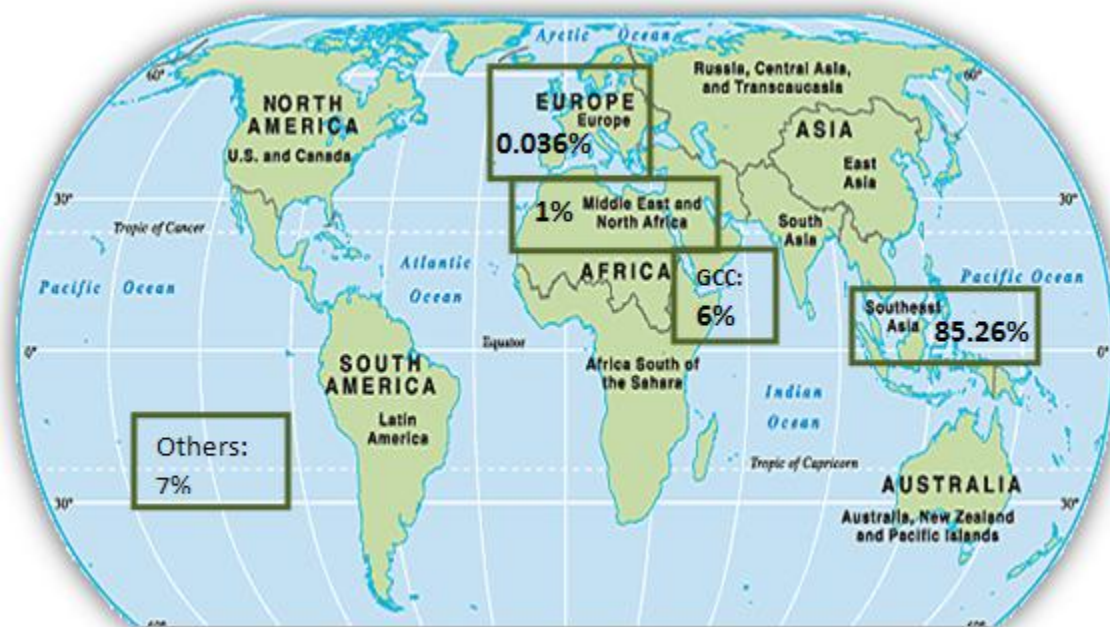 Arctic Ocean
60°
60°
Russia, Central Asia,
and Transcaucasia
NORTH
AMERICA
U.S. and Canada
EUROPE
Europe
0.036%
ASIA
East
Asia
30°
30°
1%
Middle East and
North Africa
South
Asia
Tropic of Cancer
Atlantic
Ocean
AFRICA
GCC:
6%
Pacific Ocean
Pacific Ocean
Southeast
Asia
85.26%
Equator
0°
0°
SOUTH
AMERICA
Latin
America
Africa South of
the Sahara
Indian
Ocean
Others:
7%
Tropic of Capricorn
30°
30°
AUSTRALIA
Australia, New Zealand
and Pacific Islands